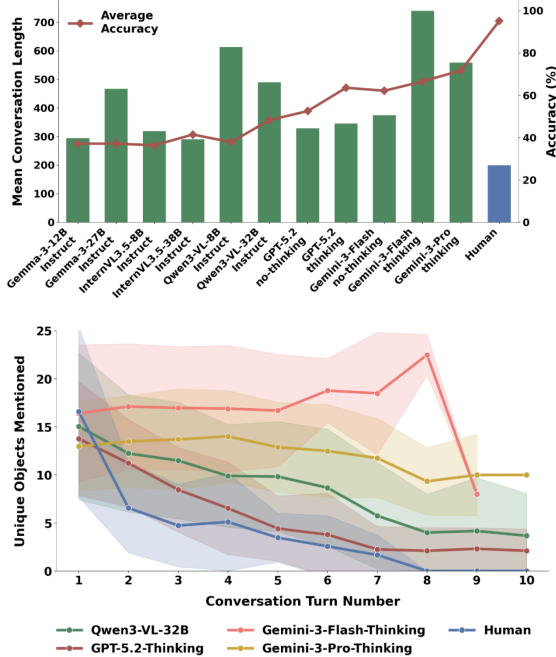 Average
Accuracy
Mean Conversation Length
700
600
500
400
300
200
100
0
100
80
60
40
20
0
Accuracy (%)
Gemma-3-12B
Instruct
Gemma-3-27B
Instruct
InternVL3.5-8B
Instruct
InternVL3.5-38B
Instruct
Qwen3-VL-8B
Instruct
Qwen3-VL-32B
Instruct
GPT-5.2
no-thinking
GPT-5.2
thinking
Gemini-3-Flash
no-thinking
Gemini-3-Flash
thinking
Gemini-3-Pro
thinking
Human
Unique Objects Mentioned
25
20
15
10
5
0
1 2 3 4 5 6 7 8 9 10
Conversation Turn Number
Qwen3-VL-32B Gemini-3-Flash-Thinking Human
GPT-5.2-Thinking Gemini-3-Pro-Thinking